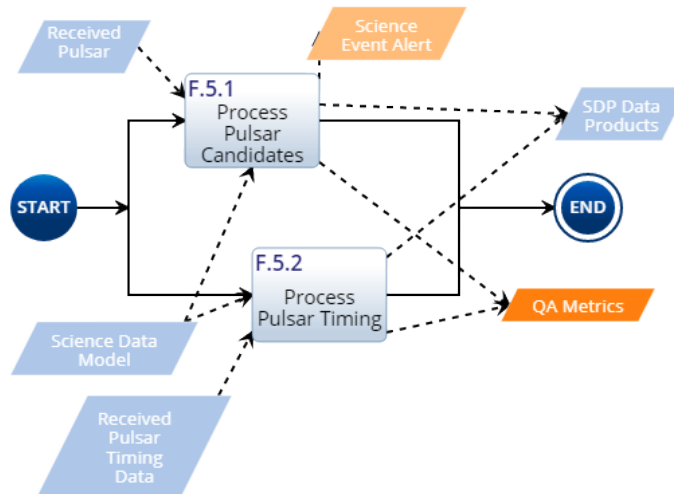 Received
Pulsar
Science
Event Alert
F.5.1
Process
Pulsar
Candidates
SDP Data
Products
START
END
F.5.2
Process
Pulsar Timing
QA Metrics
Science Data
Model
Received
Pulsar
Timing
Data